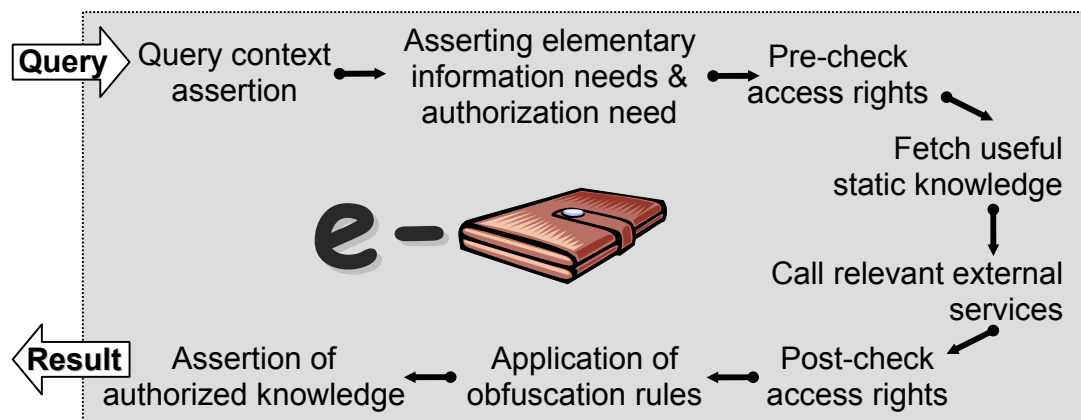 Query
Query context
assertion
Asserting elementary
information needs &
authorization need
Pre-check
access rights
Fetch useful
static knowledge
Call relevant external
services
Post-check
access rights
Application of
obfuscation rules
Assertion of
authorized knowledge
Result
e-